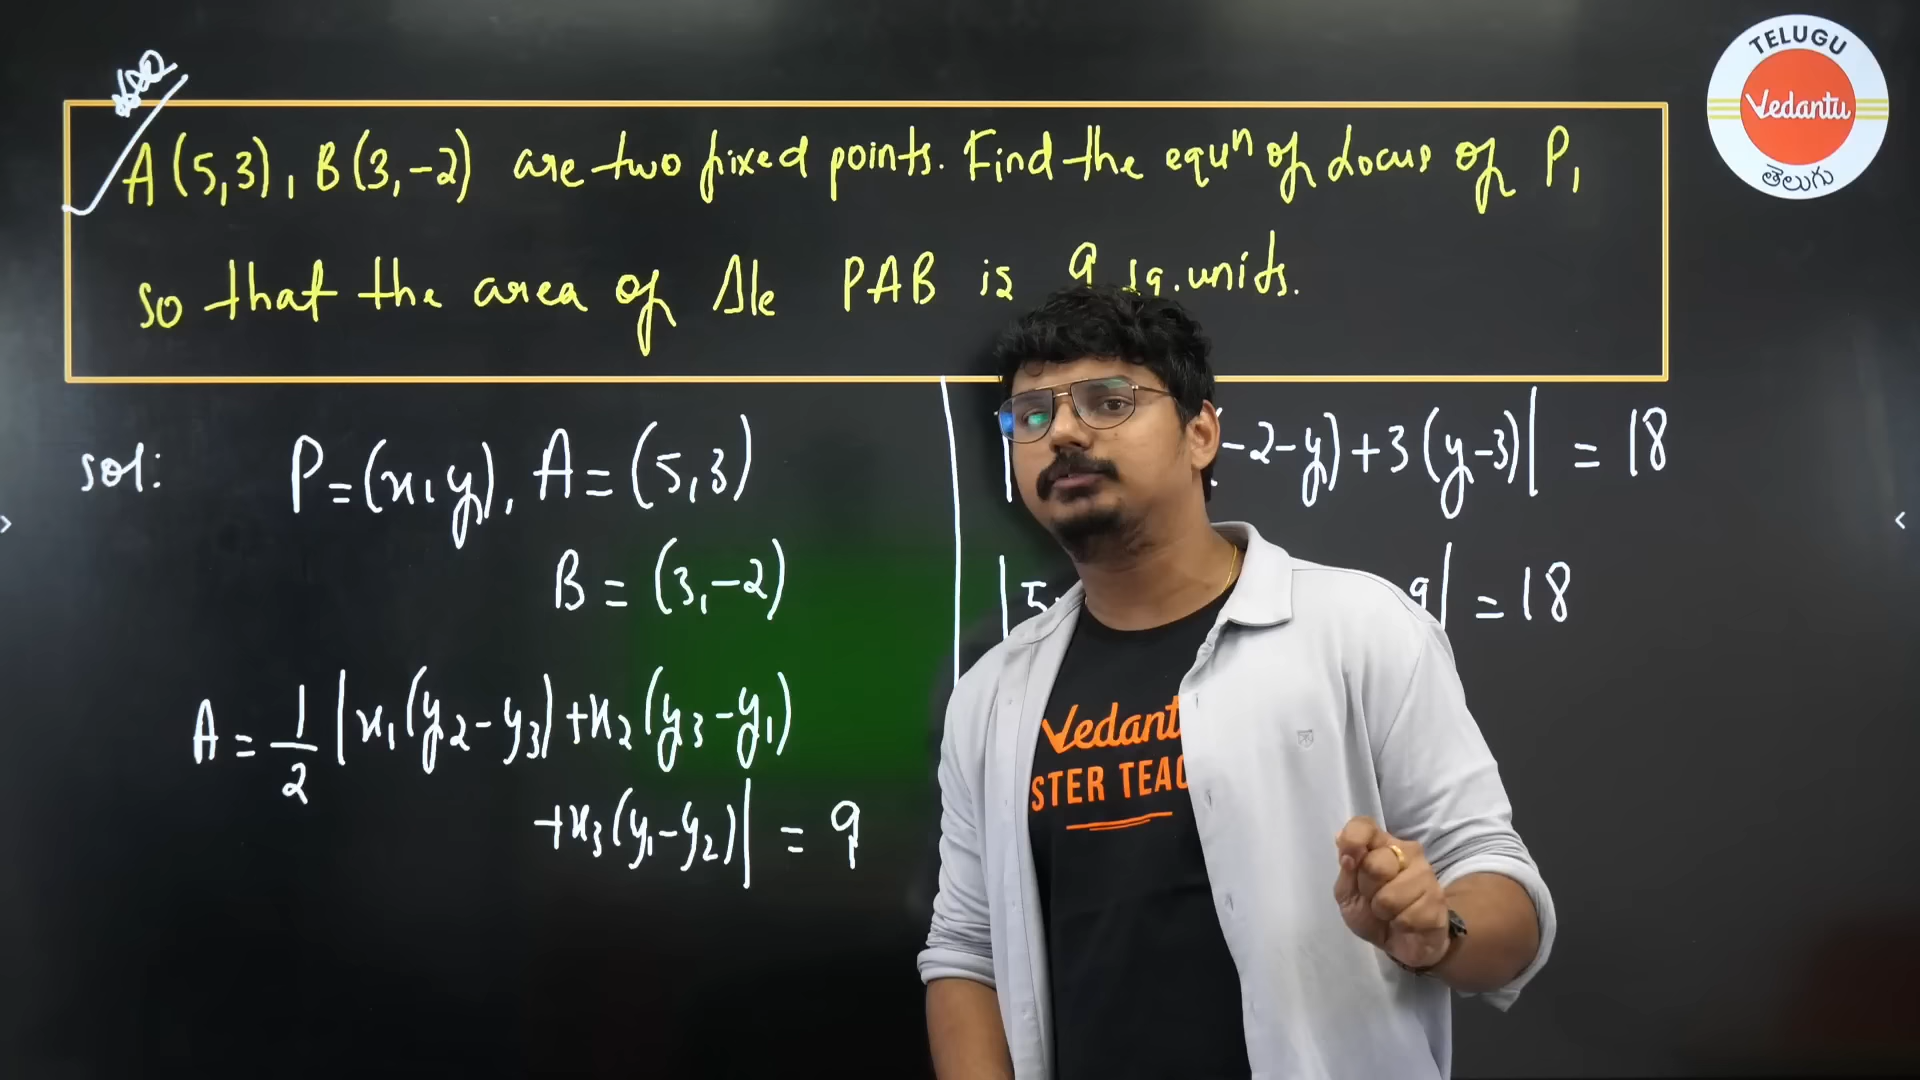 A(5,3), B(3,-2) are two fixed points. Find the equⁿ of Locus of P,
so that the area of Δle PAB is 9 sq.units.
sol: P=(x,y), A=(5,3)
B=(3,-2)
A=1/2|x₁(y₂-y₃)+x₂(y₃-y₁)
+x₃(y₁-y₂)|=9
-2-y)+3(y-3)|=18
|5
9|=18
TELUGU
Vedantu
తెలుగు
Vedant
STER TEAC